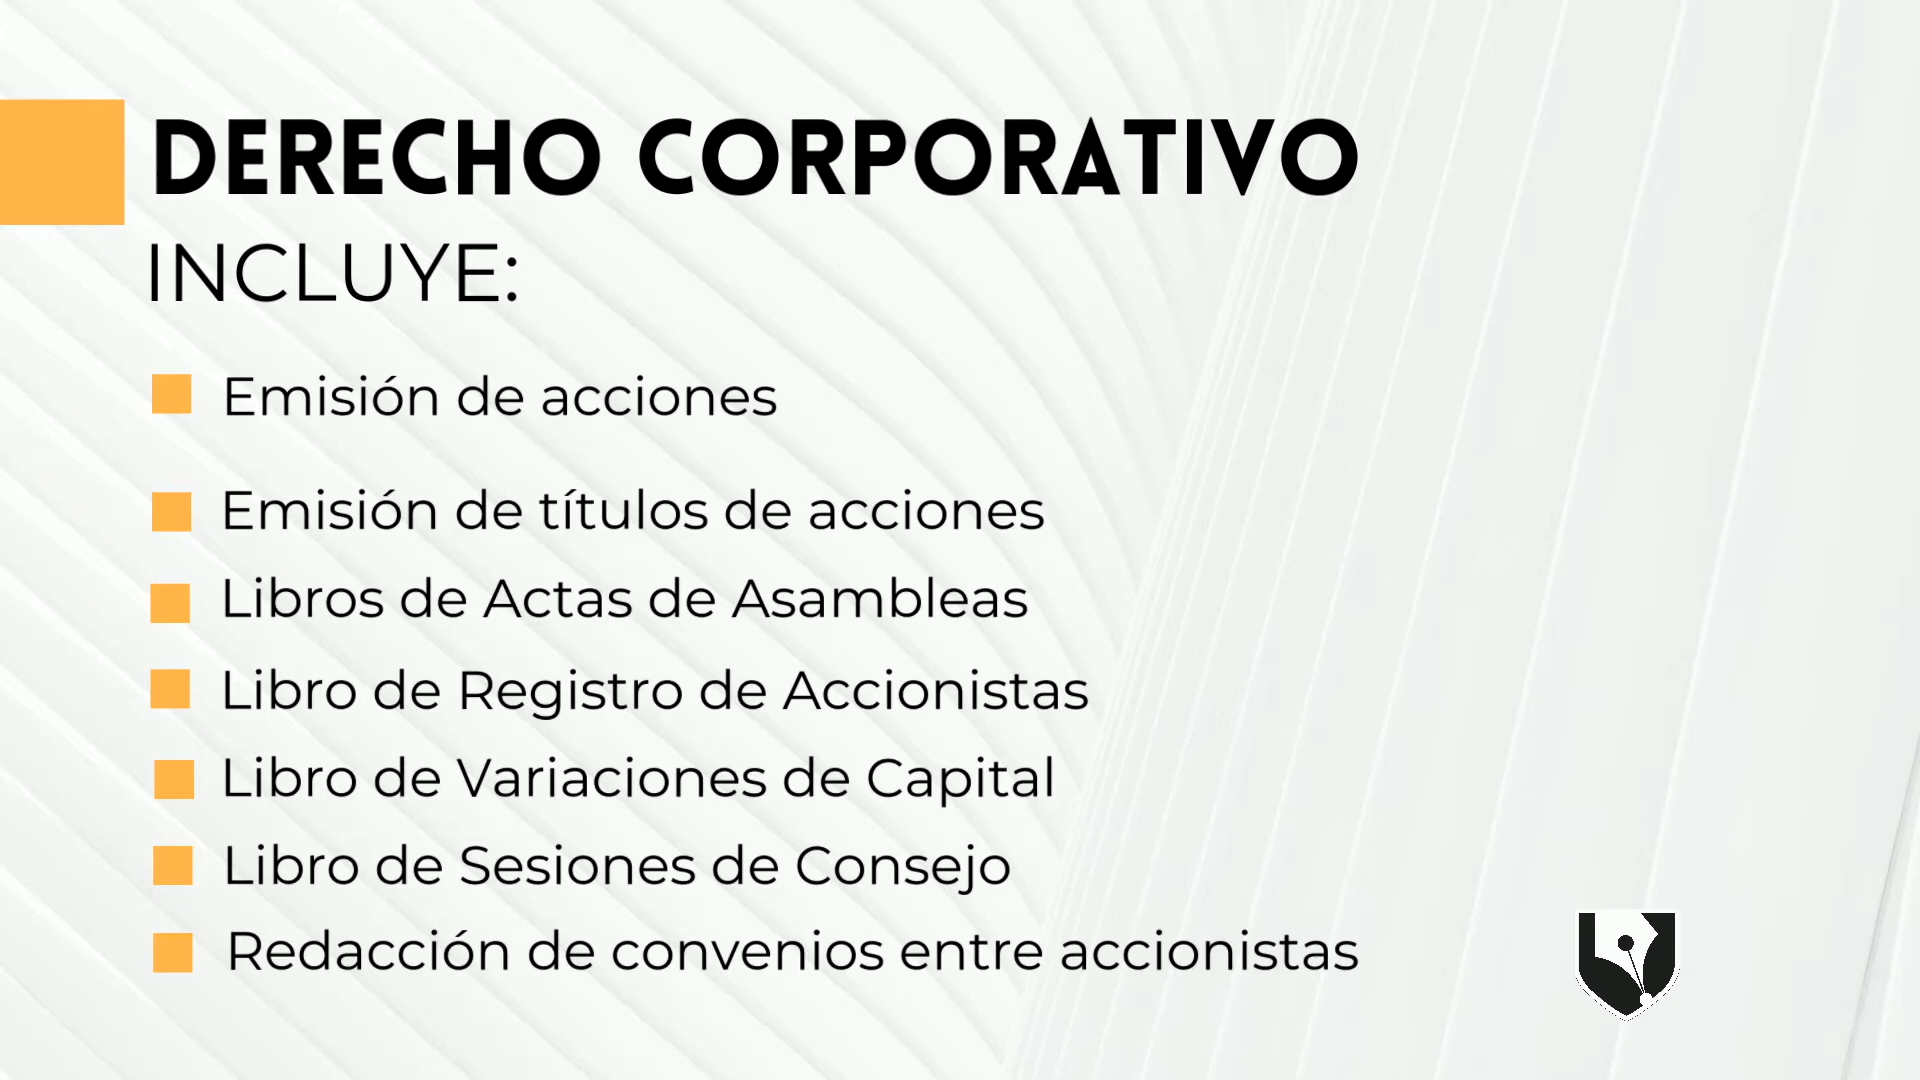 DERECHO CORPORATIVO
INCLUYE:
Emisión de acciones
Emisión de títulos de acciones
Libros de Actas de Asambleas
Libro de Registro de Accionistas
Libro de Variaciones de Capital
Libro de Sesiones de Consejo
Redacción de convenios entre accionistas